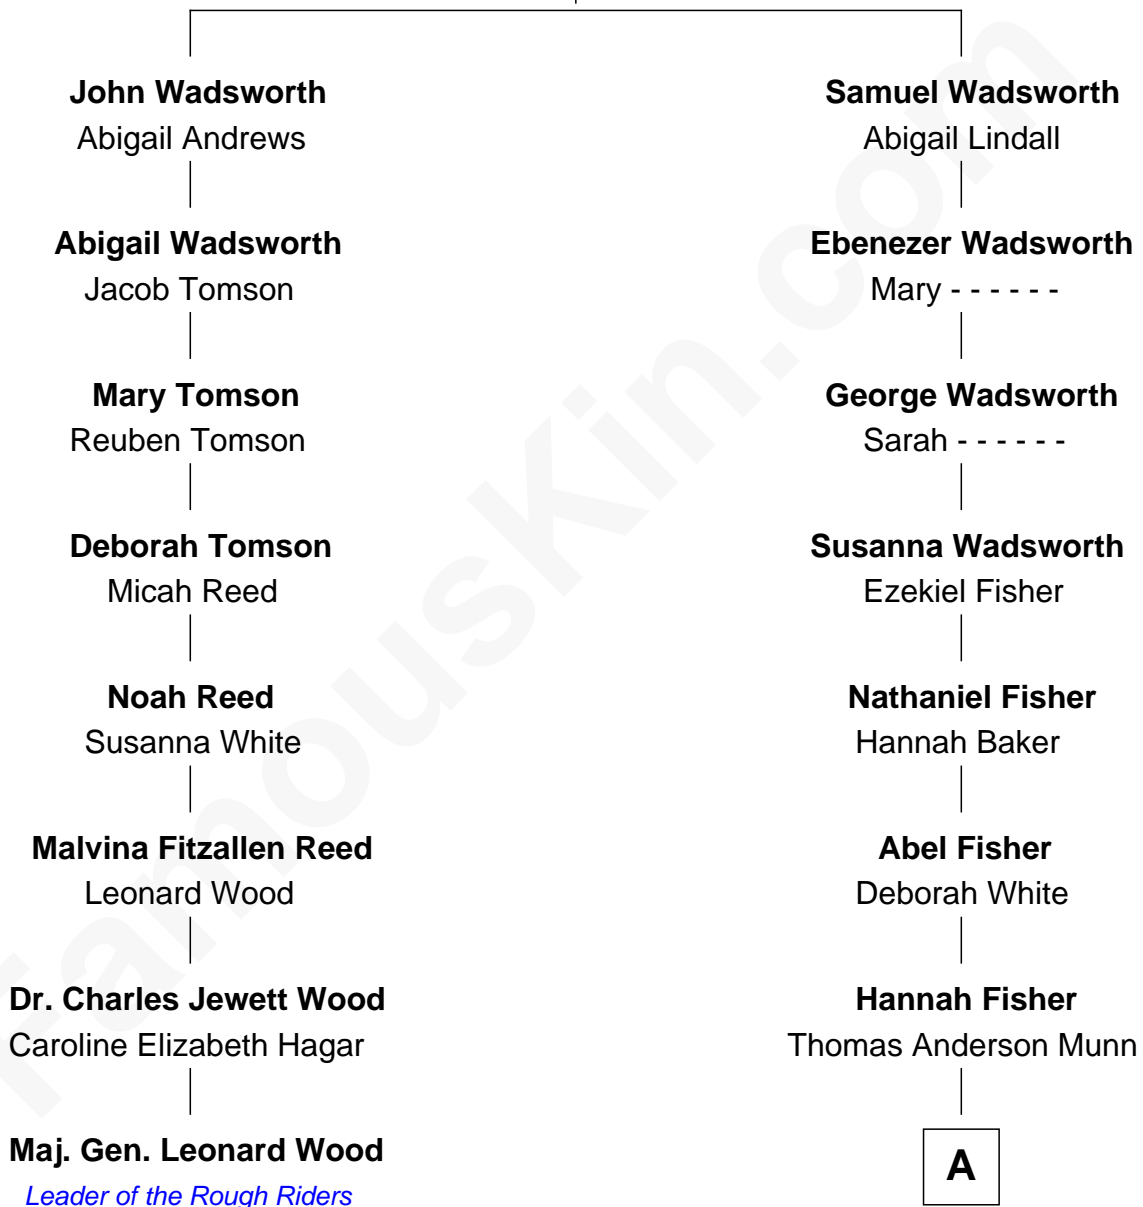 John Wadsworth
Abigail Andrews
Abigail Wadsworth
Jacob Tomson
Mary Tomson
Reuben Tomson
Deborah Tomson
Micah Reed
Noah Reed
Susanna White
Malvina Fitzallen Reed
Leonard Wood
Dr. Charles Jewett Wood
Caroline Elizabeth Hagar
Maj. Gen. Leonard Wood
Leader of the Rough Riders
Samuel Wadsworth
Abigail Lindall
Ebenezer Wadsworth
Mary - - - - - -
George Wadsworth
Sarah - - - - - -
Susanna Wadsworth
Ezekiel Fisher
Nathaniel Fisher
Hannah Baker
Abel Fisher
Deborah White
Hannah Fisher
Thomas Anderson Munn
A
famouskin.com